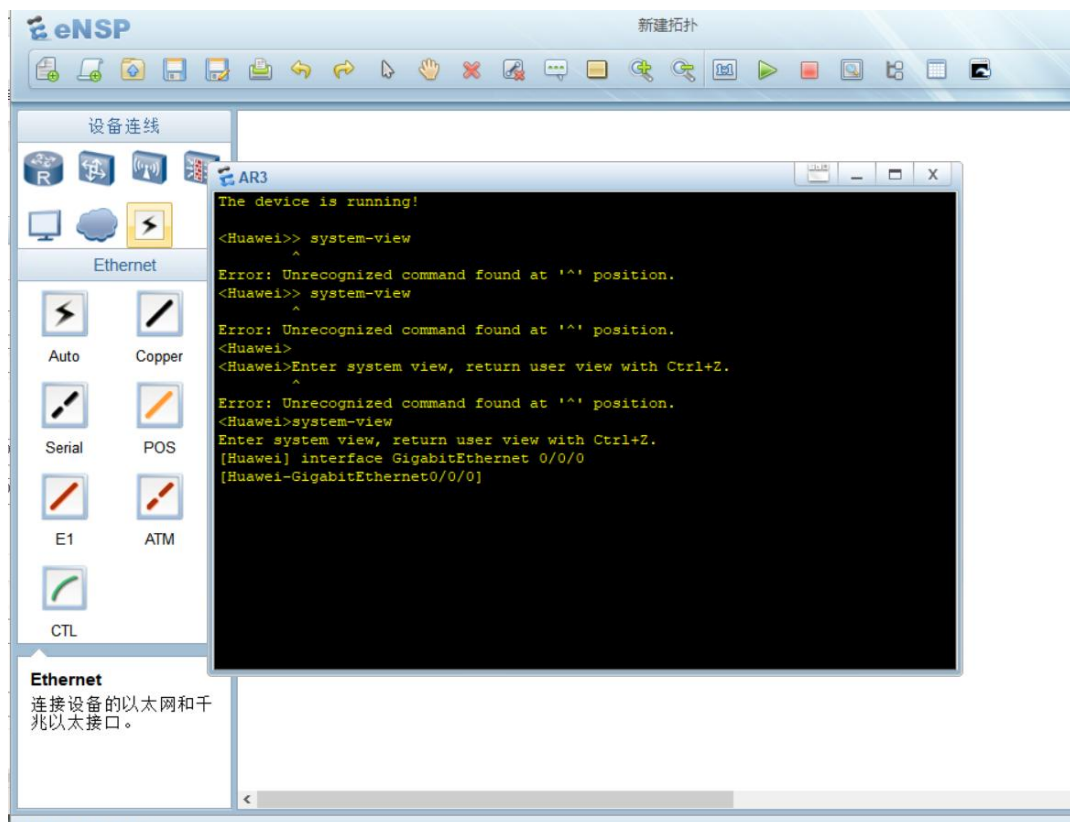 eNSP
新建拓扑
设备连线
Ethernet
Auto
Copper
Serial
POS
E1
ATM
CTL
Ethernet
连接设备的以太网和千
兆以太接口。
AR3
The device is running!
<Huawei>> system-view
^
Error: Unrecognized command found at '^' position.
<Huawei>> system-view
^
Error: Unrecognized command found at '^' position.
<Huawei>
<Huawei>Enter system view, return user view with Ctrl+Z.
^
Error: Unrecognized command found at '^' position.
<Huawei>system-view
Enter system view, return user view with Ctrl+Z.
[Huawei] interface GigabitEthernet 0/0/0
[Huawei-GigabitEthernet0/0/0]